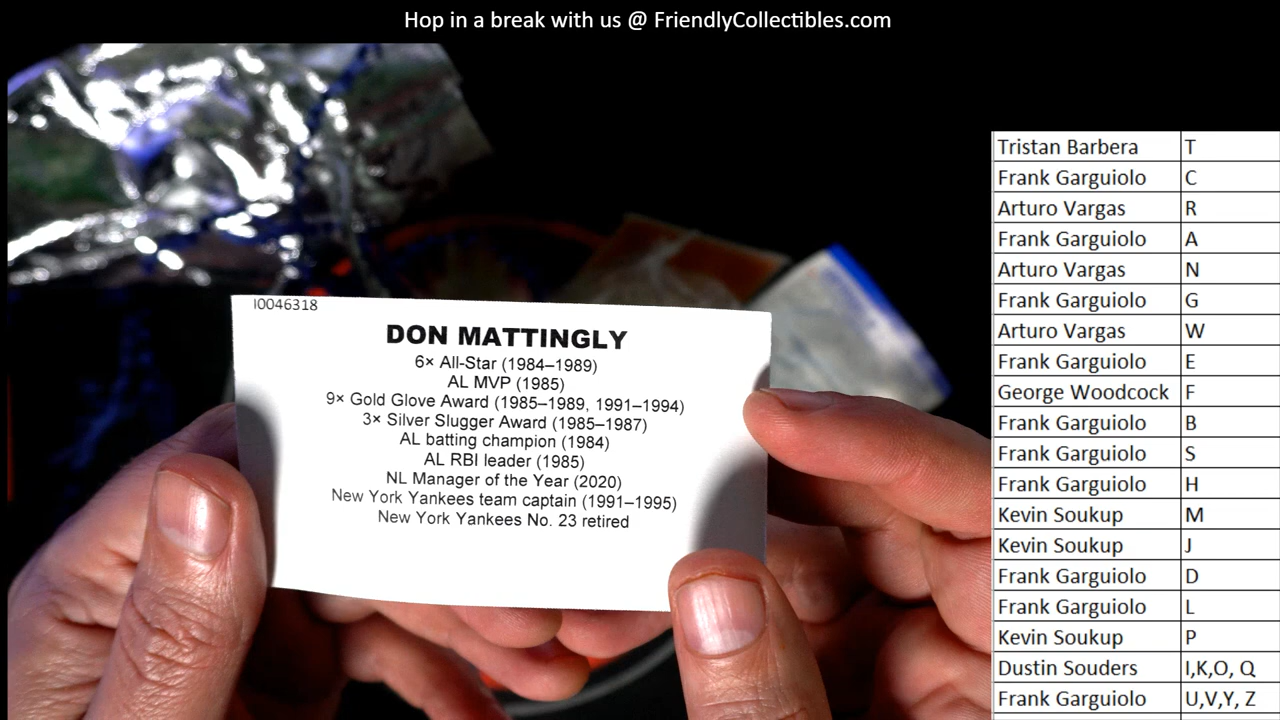 Hop in a break with us @ FriendlyCollectibles.com
I0046318
DON MATTINGLY
6× All-Star (1984–1989)
AL MVP (1985)
9× Gold Glove Award (1985–1989, 1991–1994)
3× Silver Slugger Award (1985–1987)
AL batting champion (1984)
AL RBI leader (1985)
NL Manager of the Year (2020)
New York Yankees team captain (1991–1995)
New York Yankees No. 23 retired
Tristan Barbera T
Frank Garguiolo C
Arturo Vargas R
Frank Garguiolo A
Arturo Vargas N
Frank Garguiolo G
Arturo Vargas W
Frank Garguiolo E
George Woodcock F
Frank Garguiolo B
Frank Garguiolo S
Frank Garguiolo H
Kevin Soukup M
Kevin Soukup J
Frank Garguiolo D
Frank Garguiolo L
Kevin Soukup P
Dustin Souders I,K,O, Q
Frank Garguiolo U,V,Y, Z